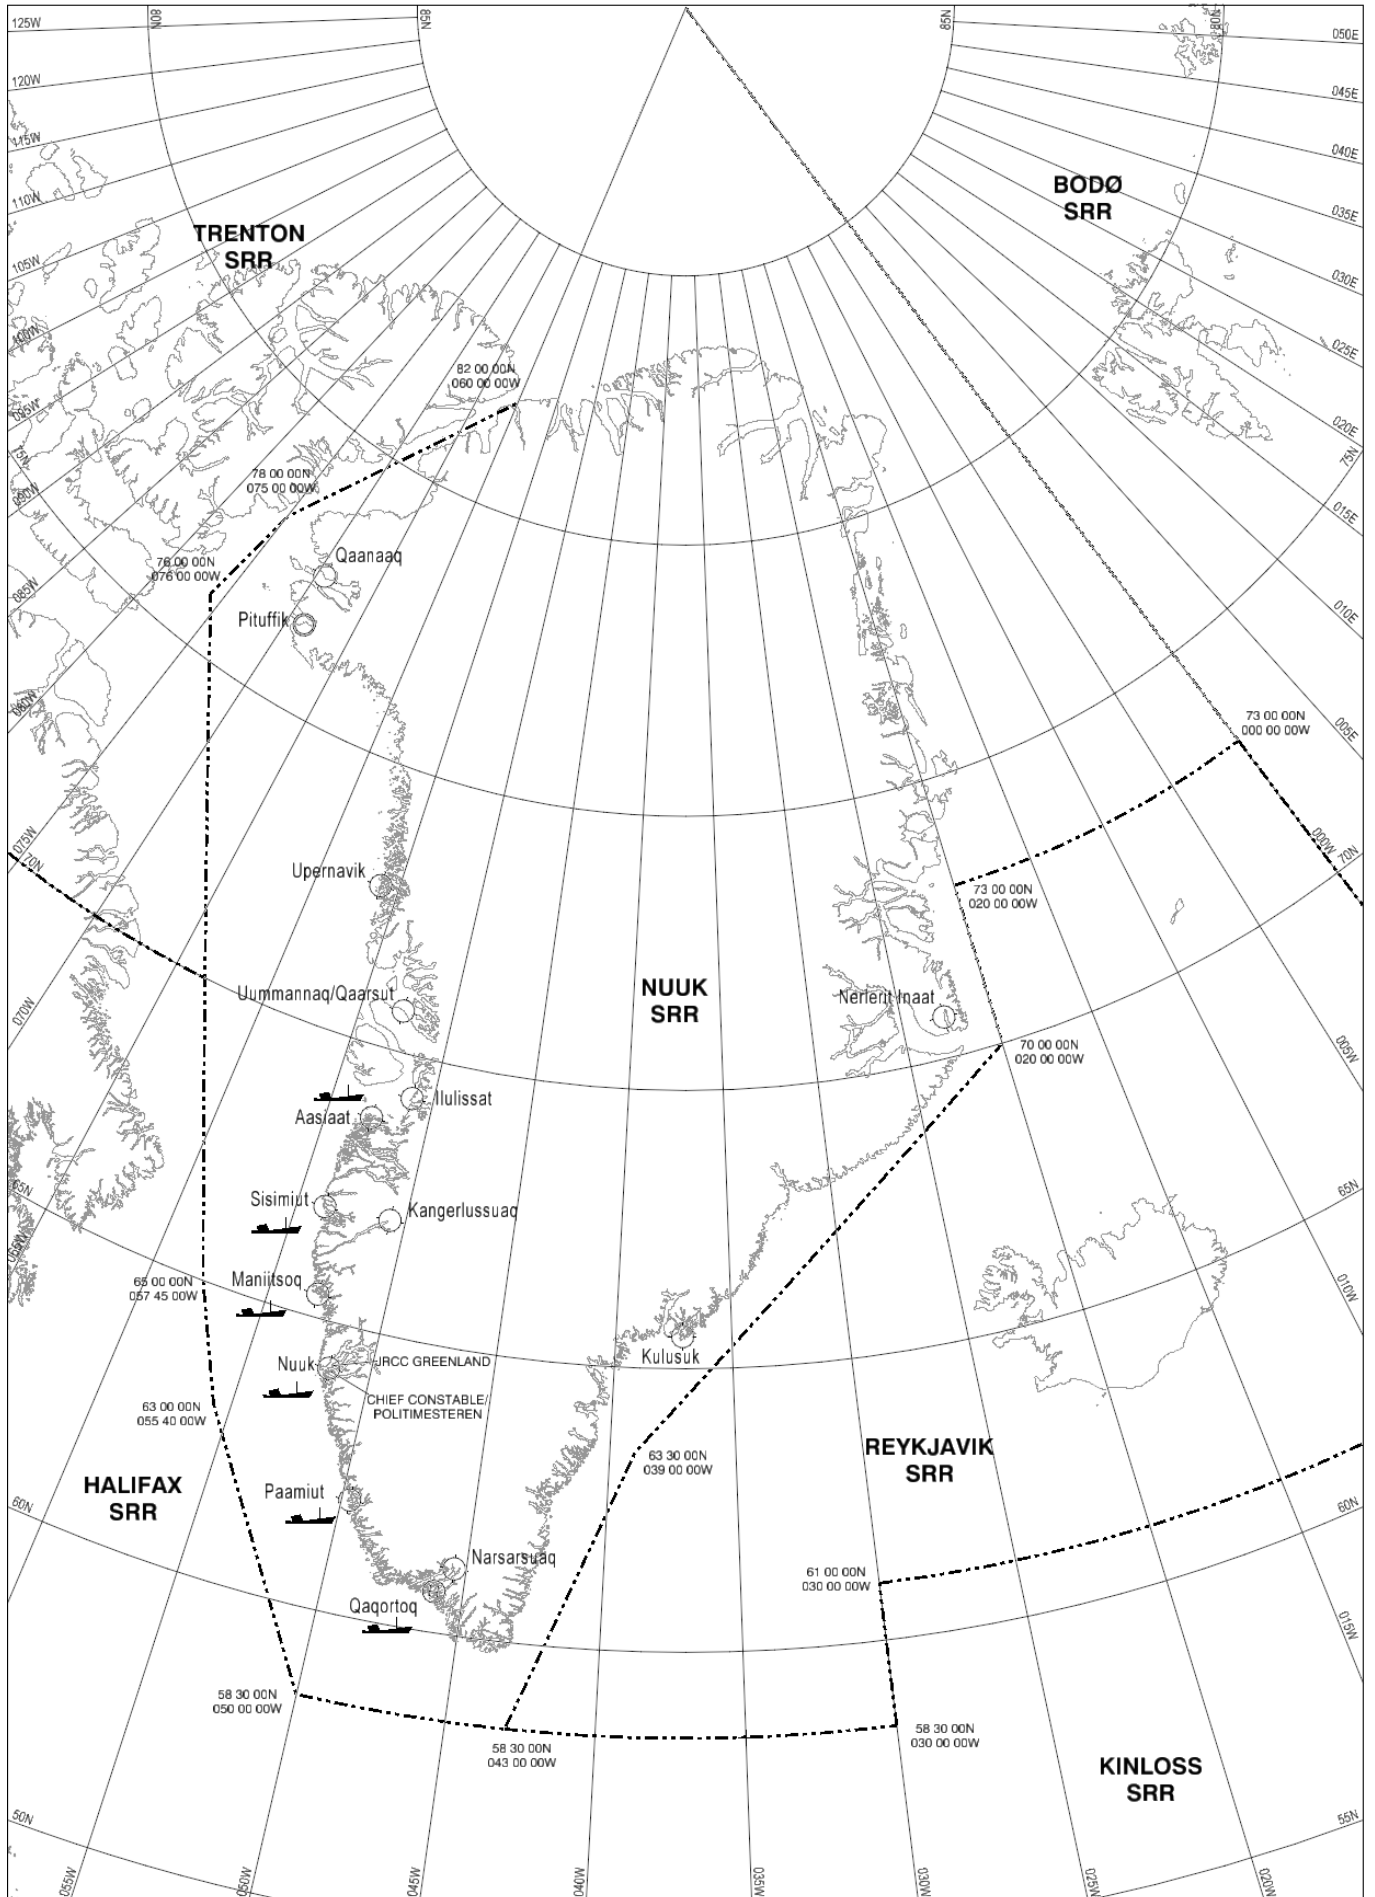 125W
80N
85N
85N
80N
050E
120W
045E
115W
040E
110W
035E
105W
030E
100W
025E
095W
020E
75N
75N
090W
015E
085W
010E
080W
005E
075W
70N
000W
70N
070W
005W
65N
65N
065W
010W
60N
60N
015W
50N
55N
055W
050W
045W
040W
035W
030W
025W
020W
TRENTON
SRR
BODØ
SRR
82 00 00N
060 00 00W
78 00 00N
075 00 00W
76 00 00N
076 00 00W
Qaanaaq
Pituffik
73 00 00N
000 00 00W
Upernavik
73 00 00N
020 00 00W
Uummannaq/Qaarsut
NUUK
SRR
Nerlerit Inaat
70 00 00N
020 00 00W
Ilulissat
Aasiaat
Sisimiut
Kangerlussuaq
65 00 00N
057 45 00W
Maniitsoq
Kulusuk
Nuuk
JRCC GREENLAND
CHIEF CONSTABLE/
POLITIMESTEREN
63 00 00N
055 40 00W
63 30 00N
039 00 00W
REYKJAVIK
SRR
HALIFAX
SRR
Paamiut
Narsarsuaq
61 00 00N
030 00 00W
Qaqortoq
58 30 00N
050 00 00W
58 30 00N
043 00 00W
58 30 00N
030 00 00W
KINLOSS
SRR